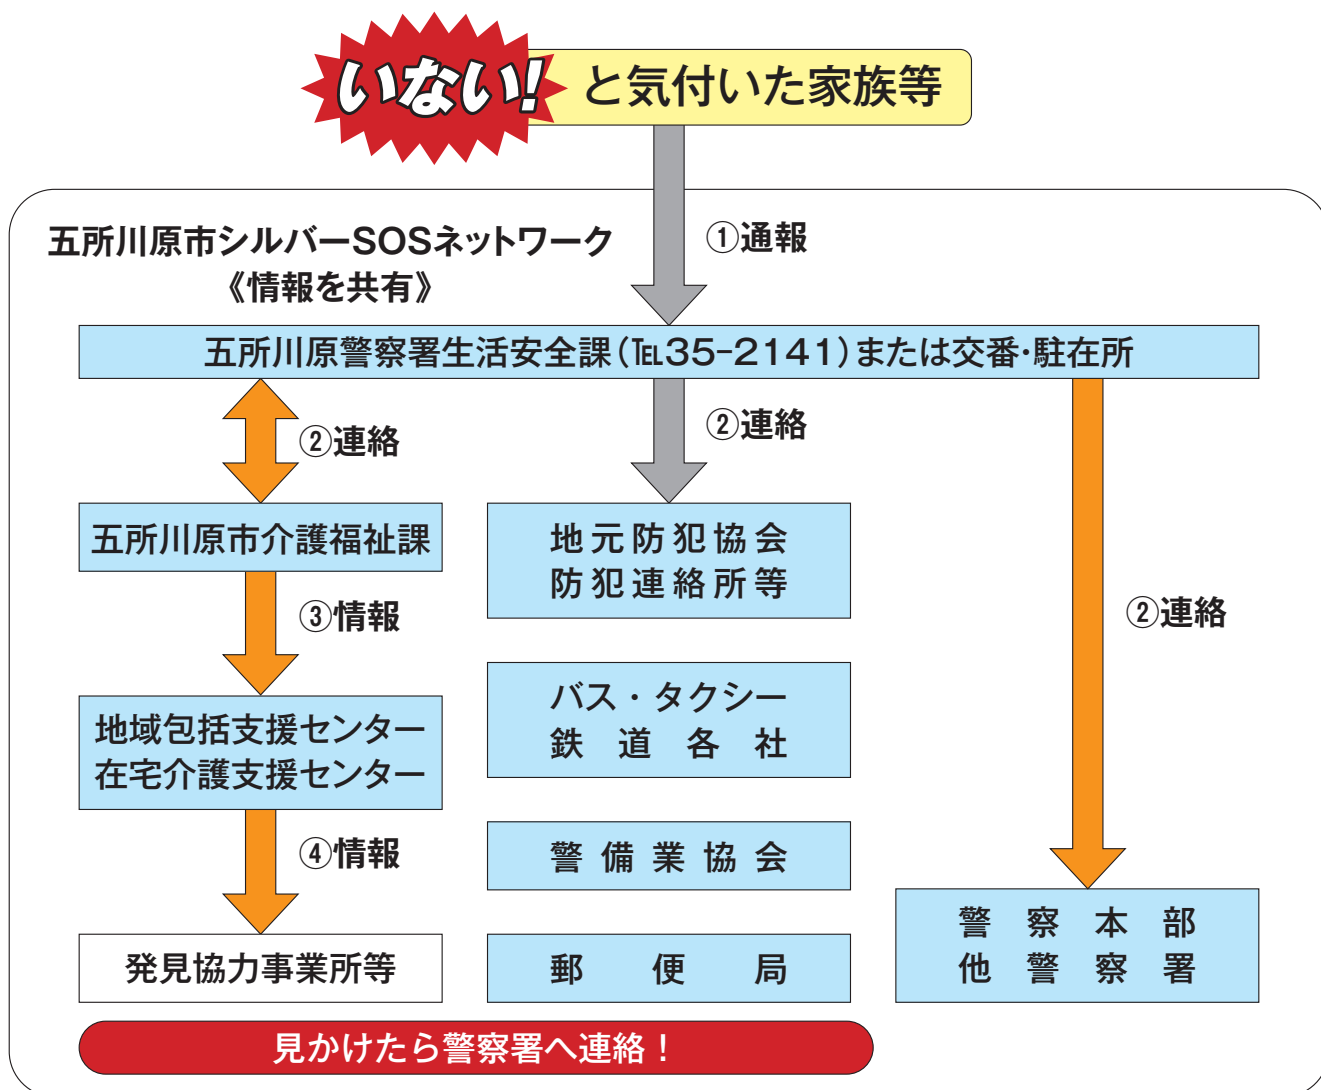 いない!と気付いた家族等
①通報
五所川原市シルバーSOSネットワーク
《情報を共有》
五所川原警察署生活安全課(℡35-2141)または交番・駐在所
②連絡
②連絡
②連絡
五所川原市介護福祉課
③情報
地域包括支援センター
在宅介護支援センター
④情報
発見協力事業所等
地元防犯協会
防犯連絡所等
バス・タクシー
鉄道各社
警備業協会
郵便局
警察本部
他警察署
見かけたら警察署へ連絡！